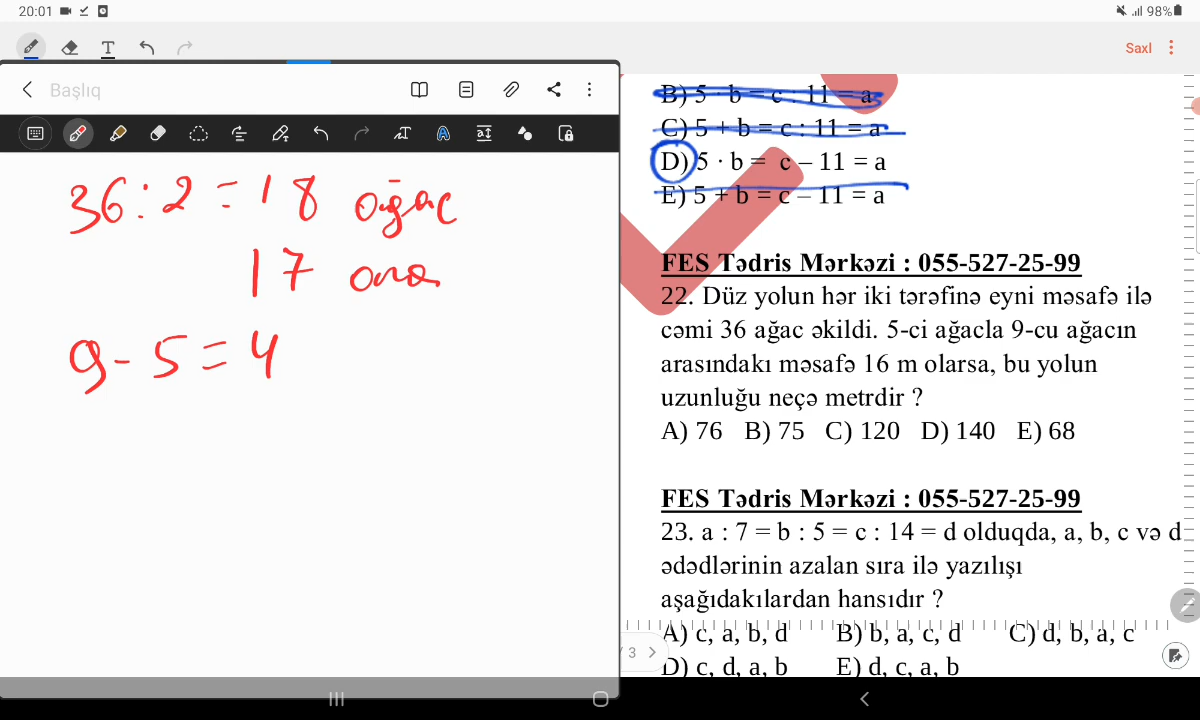 20:01
98%
Saxl
Başlıq
36 : 2 = 18 oğac
17 ara
9 - 5 = 4
B) 5 · b = c : 11 = a
C) 5 + b = c : 11 = a
D) 5 · b = c – 11 = a
E) 5 + b = c – 11 = a
FES Tədris Mərkəzi : 055-527-25-99
22. Düz yolun hər iki tərəfinə eyni məsafə ilə
cəmi 36 ağac əkildi. 5-ci ağacla 9-cu ağacın
arasındakı məsafə 16 m olarsa, bu yolun
uzunluğu neçə metrdir ?
A) 76 B) 75 C) 120 D) 140 E) 68
FES Tədris Mərkəzi : 055-527-25-99
23. a : 7 = b : 5 = c : 14 = d olduqda, a, b, c və d
ədədlərinin azalan sıra ilə yazılışı
aşağıdakılardan hansıdır ?
A) c, a, b, d B) b, a, c, d C) d, b, a, c
D) c, d, a, b E) d, c, a, b
/ 3